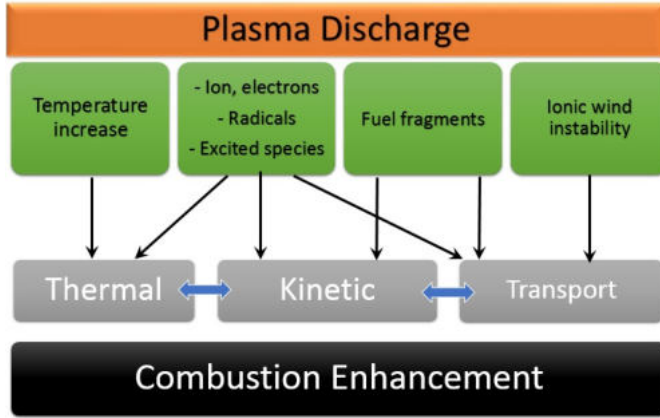 Plasma Discharge
Temperature
increase
- Ion, electrons
- Radicals
- Excited species
Fuel fragments
Ionic wind
instability
Thermal
Kinetic
Transport
Combustion Enhancement